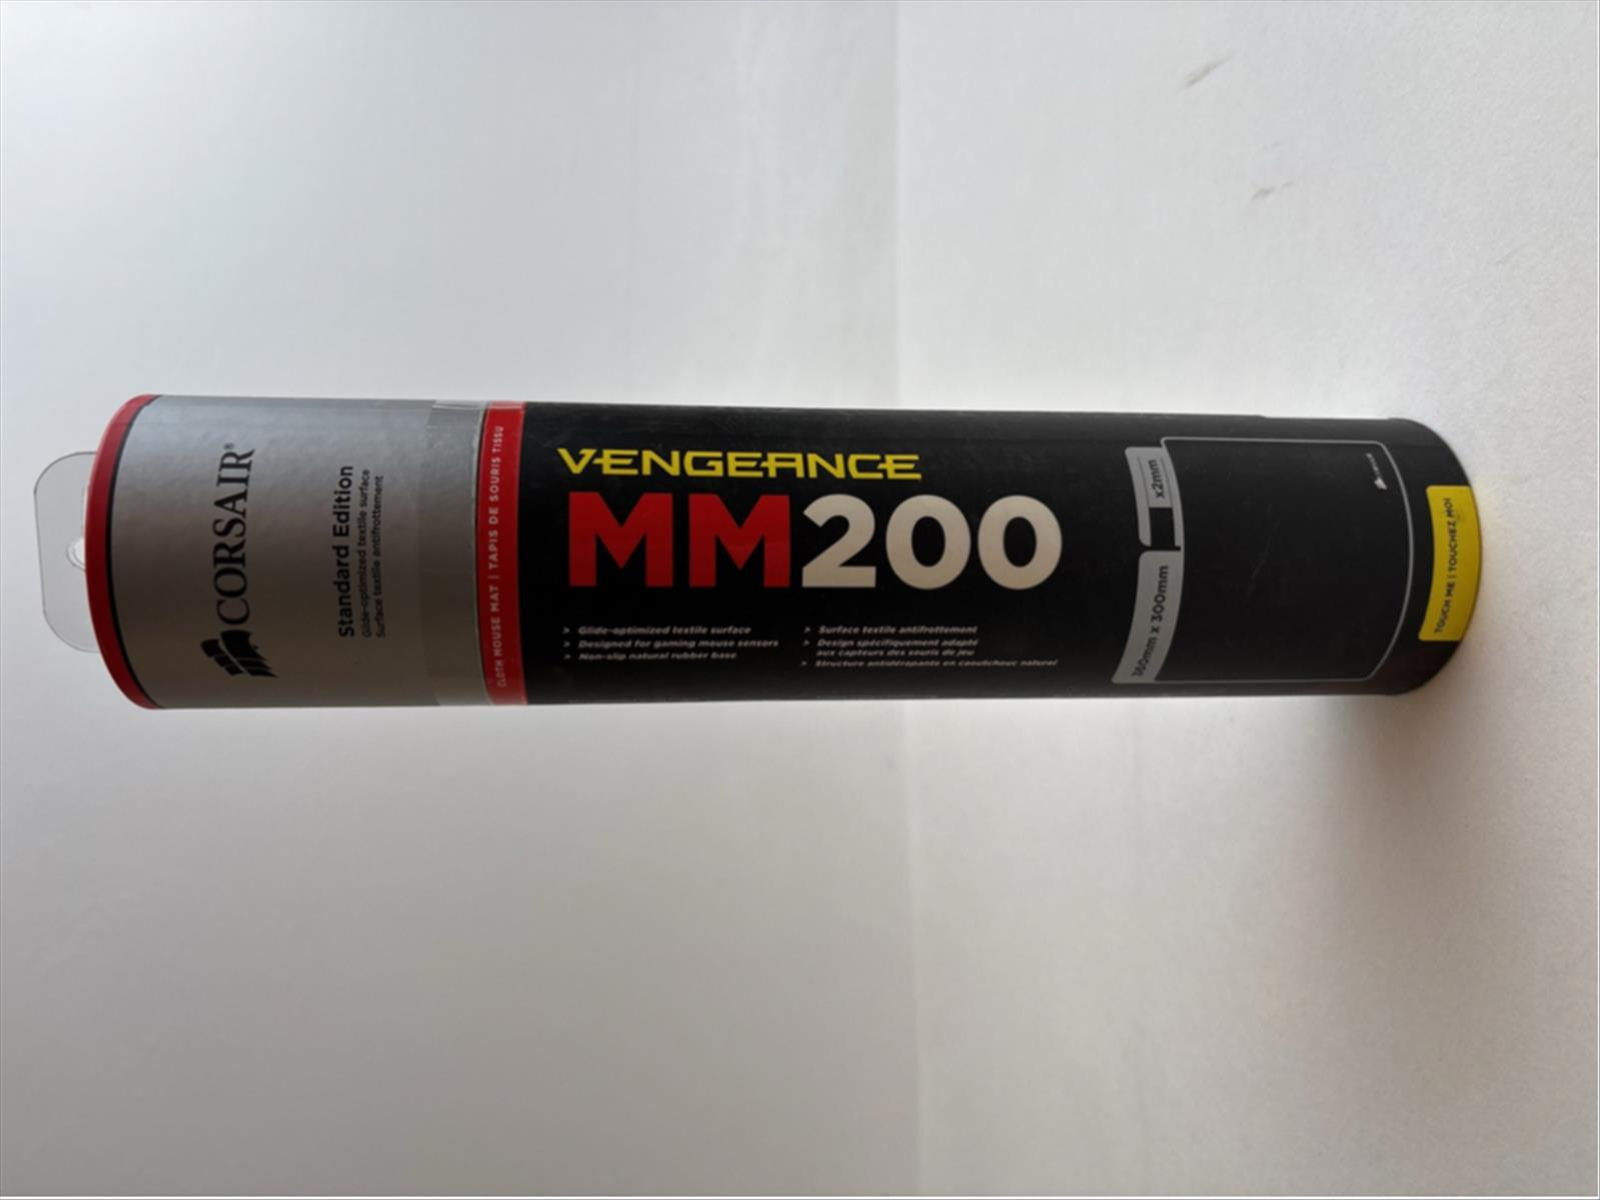 CORSAIR®
Standard Edition
Glide-optimized textile surface
Surface textile antifrottement
CLOTH MOUSE MAT | TAPIS DE SOURIS TISSU
VENGEANCE
MM200
> Glide-optimized textile surface
> Designed for gaming mouse sensors
> Non-slip natural rubber base
> Surface textile antifrottement
> Design spécifiquement adapté
aux capteurs des souris de jeu
> Structure antidérapante en caoutchouc naturel
360mm x 300mm
x2mm
TOUCH ME | TOUCHEZ MOI